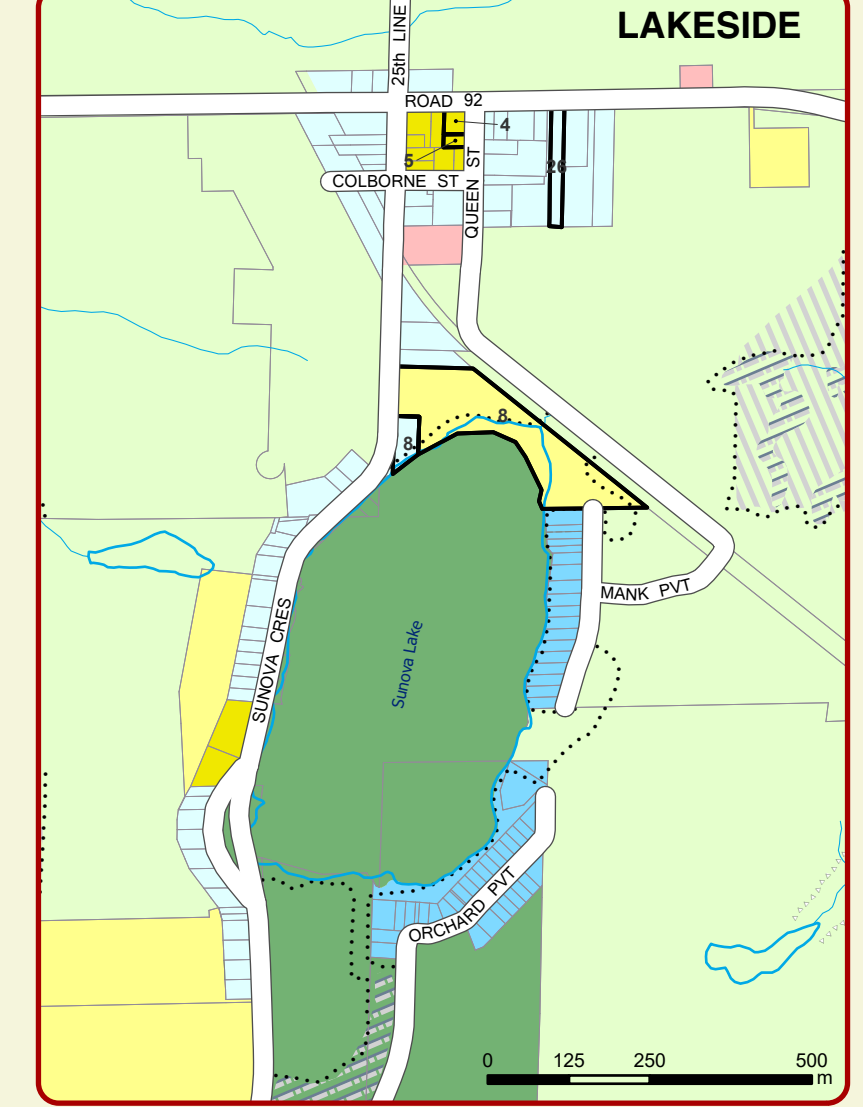 LAKESIDE
25th LINE
ROAD 92
4
5
26
COLBORNE ST
QUEEN ST
8
8
MANK PVT
SUNOVA CRES
Sunova Lake
ORCHARD PVT
0 125 250 500
m